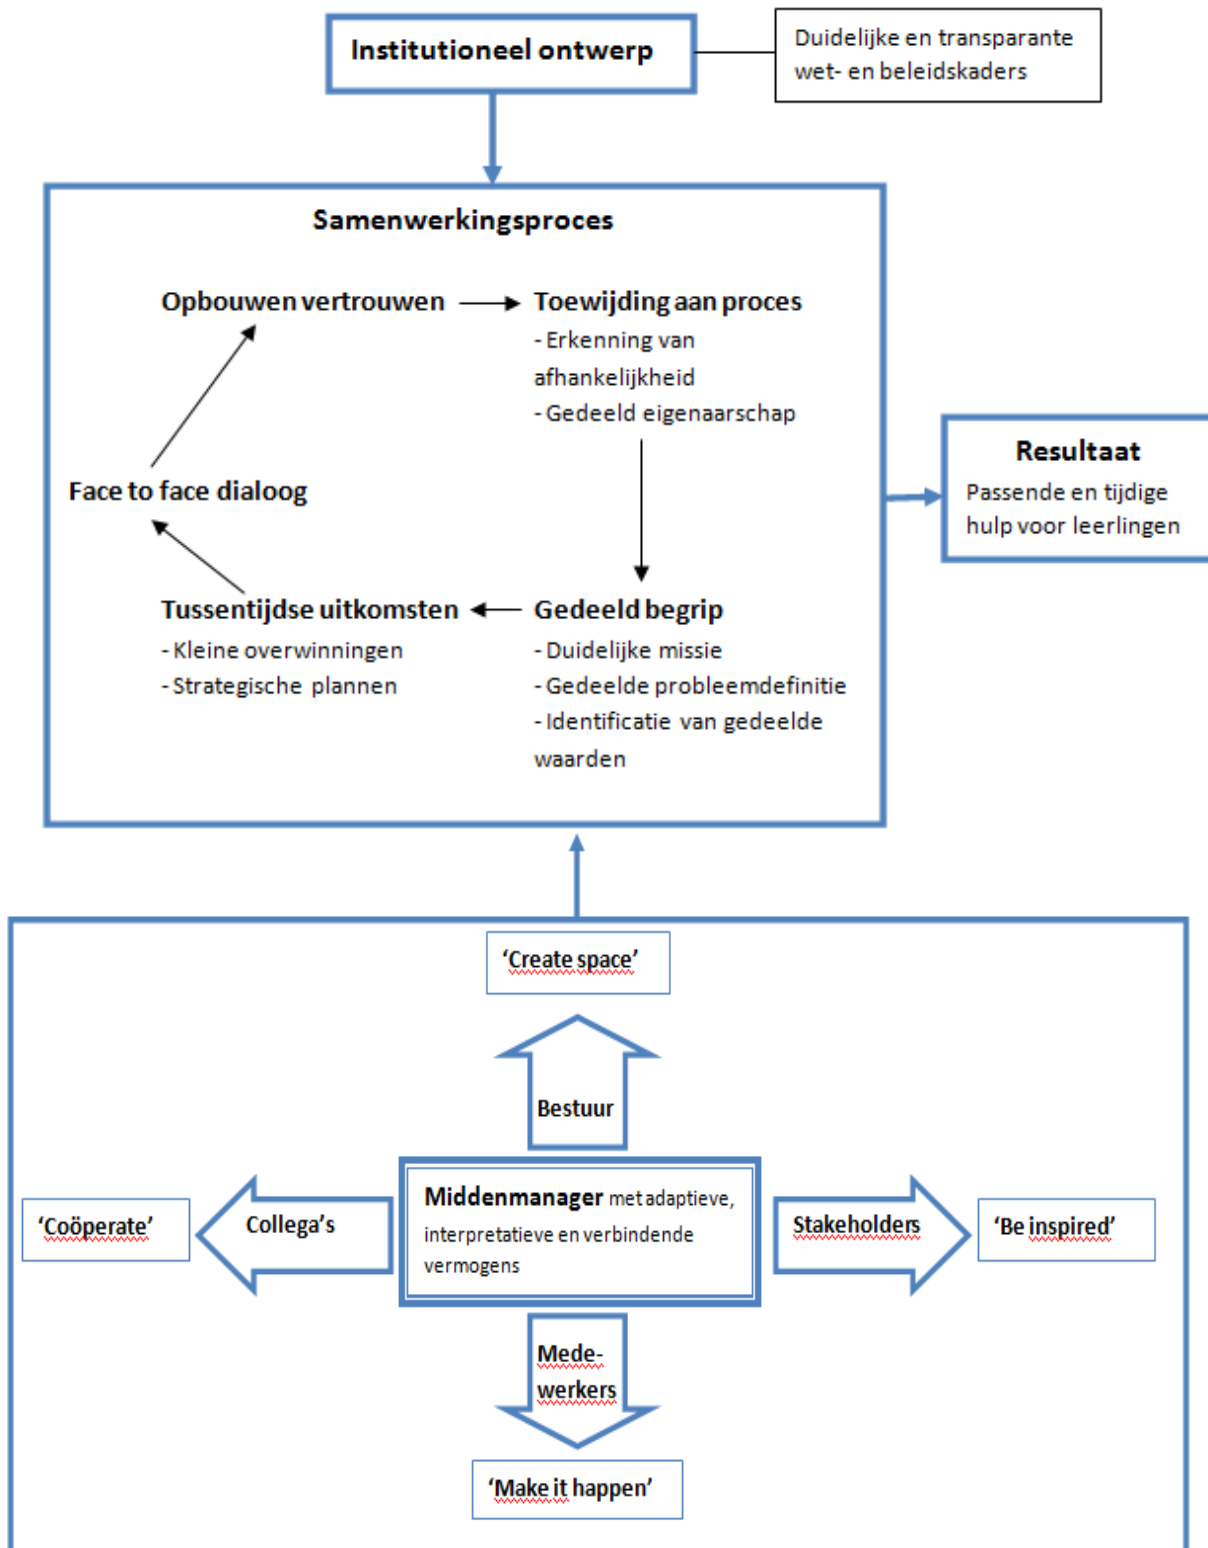 Institutioneel ontwerp
Duidelijke en transparante
wet- en beleidskaders
Samenwerkingsproces
Opbouwen vertrouwen
Toewijding aan proces
- Erkenning van
afhankelijkheid
- Gedeeld eigenaarschap
Face to face dialoog
Resultaat
Passende en tijdige
hulp voor leerlingen
Tussentijdse uitkomsten
- Kleine overwinningen
- Strategische plannen
Gedeeld begrip
- Duidelijke missie
- Gedeelde probleemdefinitie
- Identificatie van gedeelde
waarden
‘Create space’
Bestuur
‘Coöperate’
Collega’s
Middenmanager met adaptieve,
interpretatieve en verbindende
vermogens
Stakeholders
‘Be inspired’
Mede-
werkers
‘Make it happen’